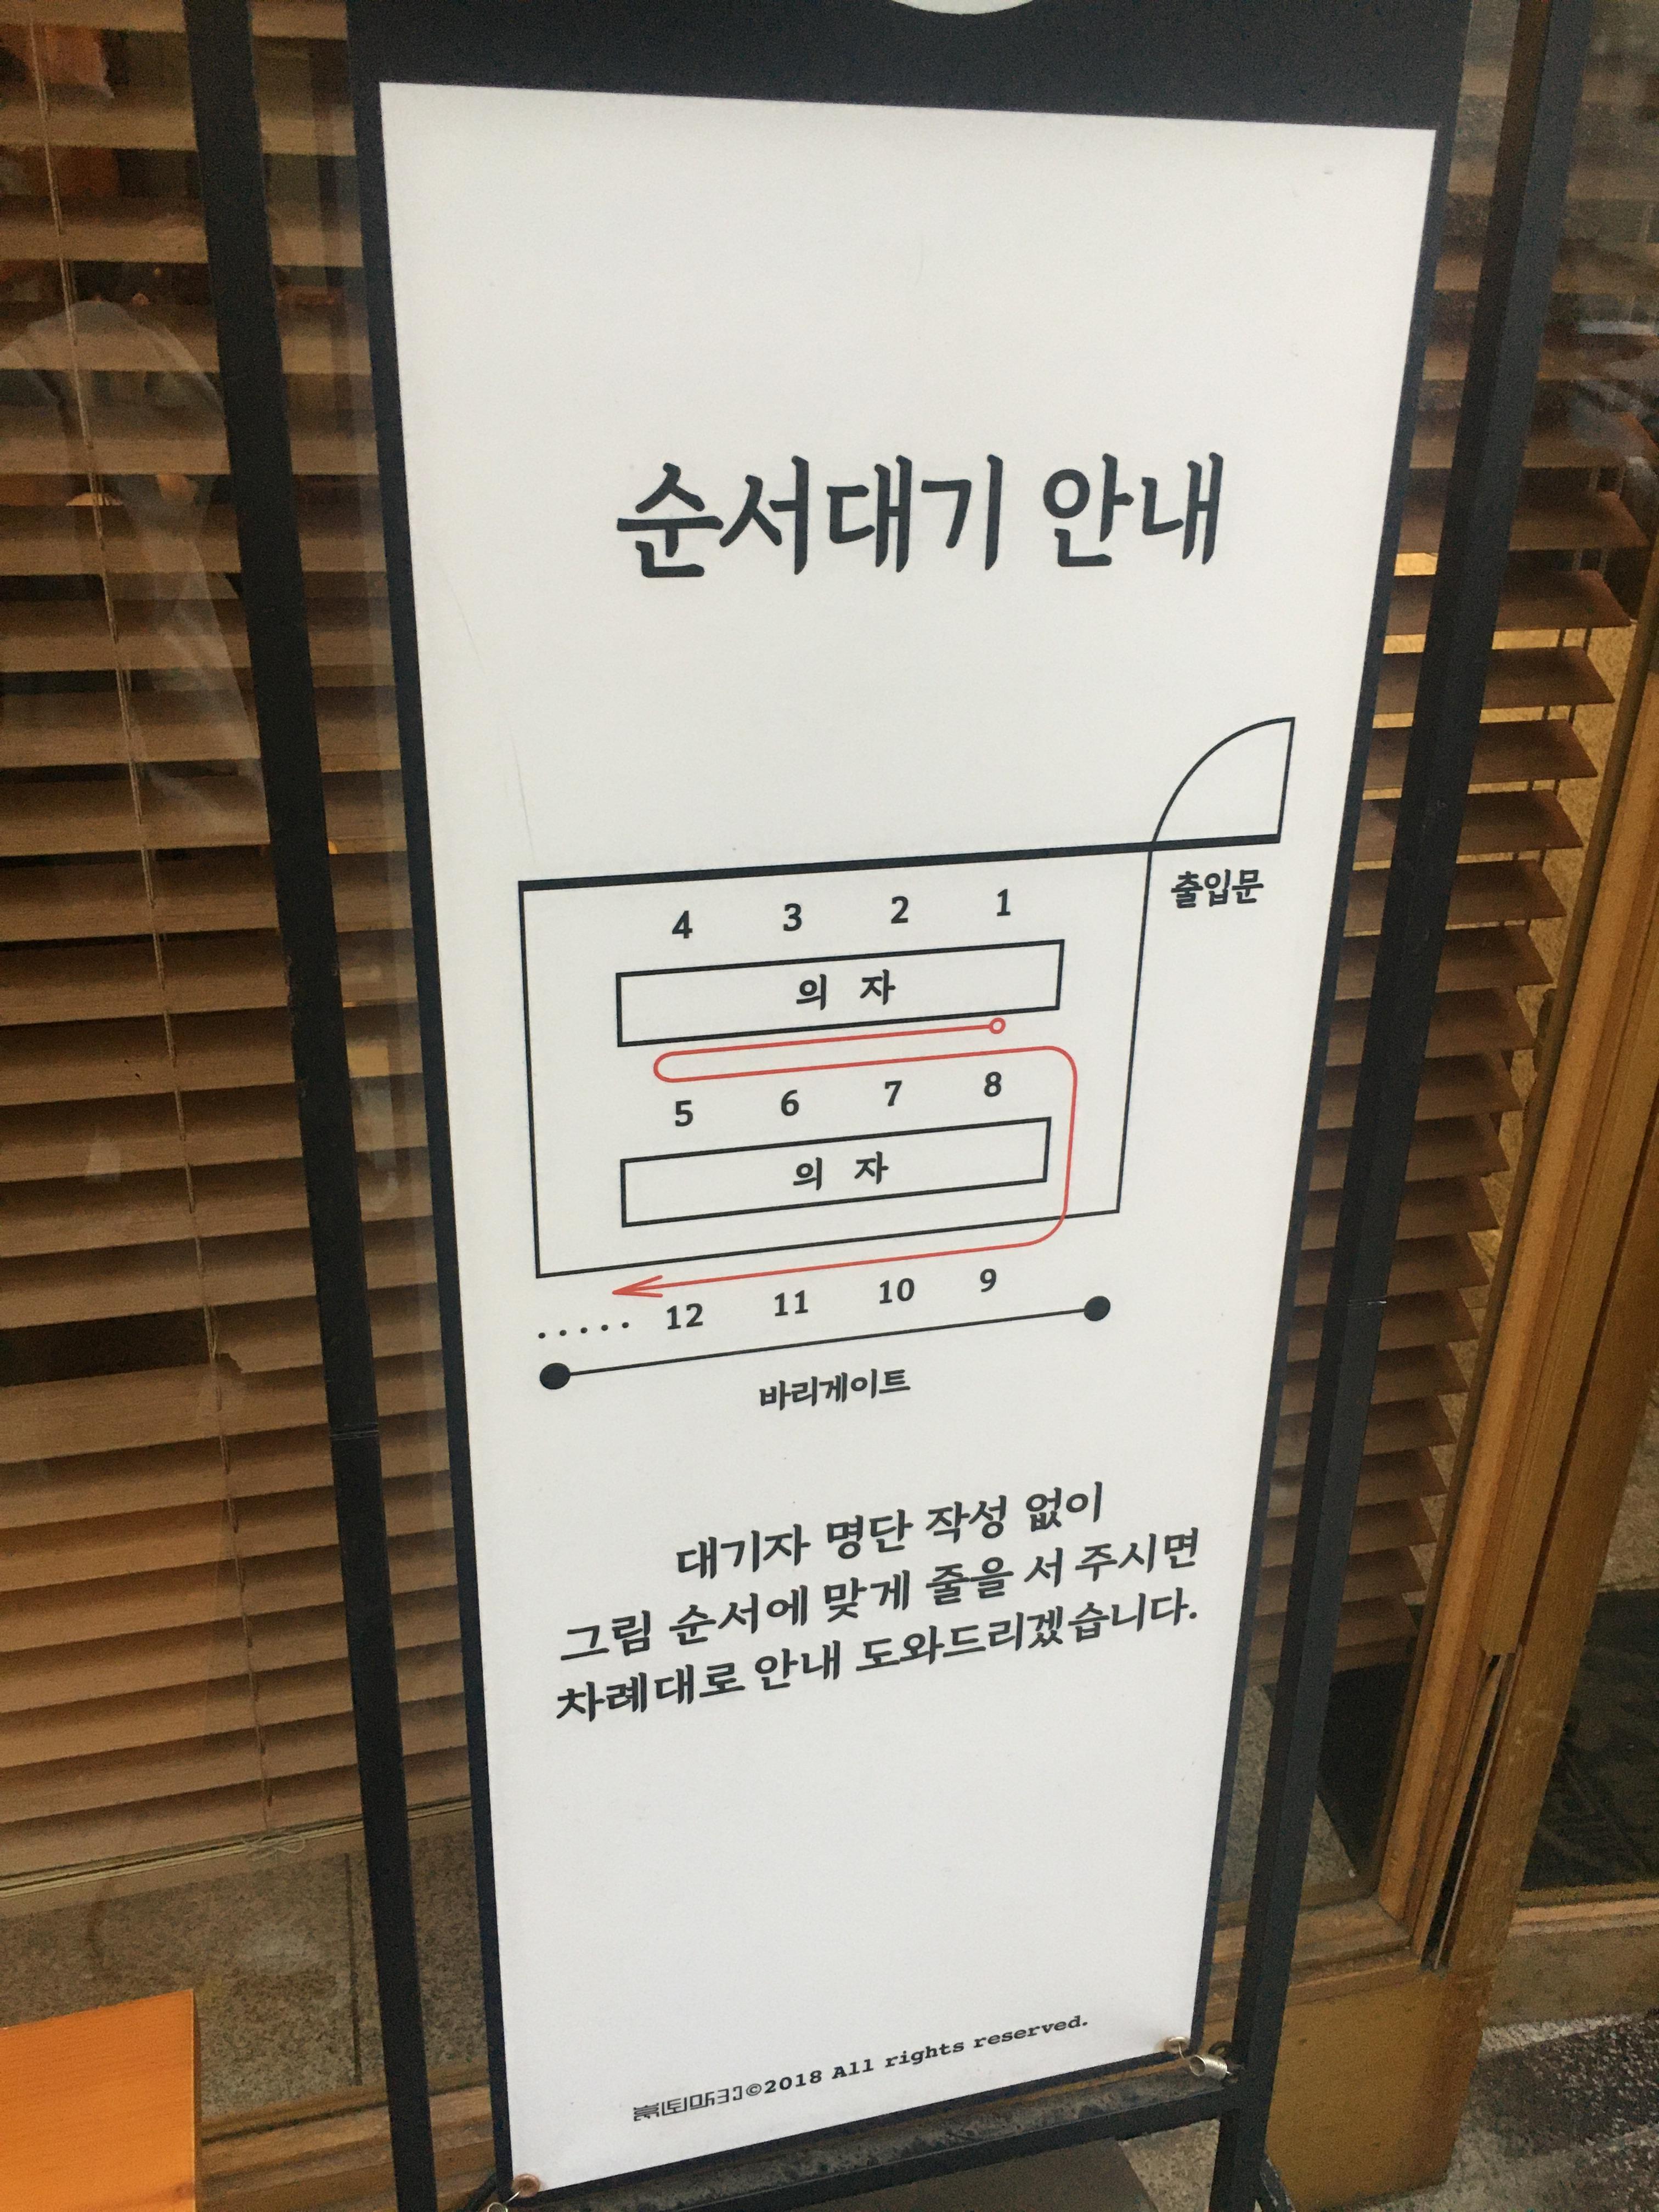 순서대기 안내
출입문
4 3 2 1
의 자
5 6 7 8
의 자
..... 12 11 10 9
바리게이트
대기자 명단 작성 없이
그림 순서에 맞게 줄을 서 주시면
차례대로 안내 도와드리겠습니다.
©2018 All rights reserved.